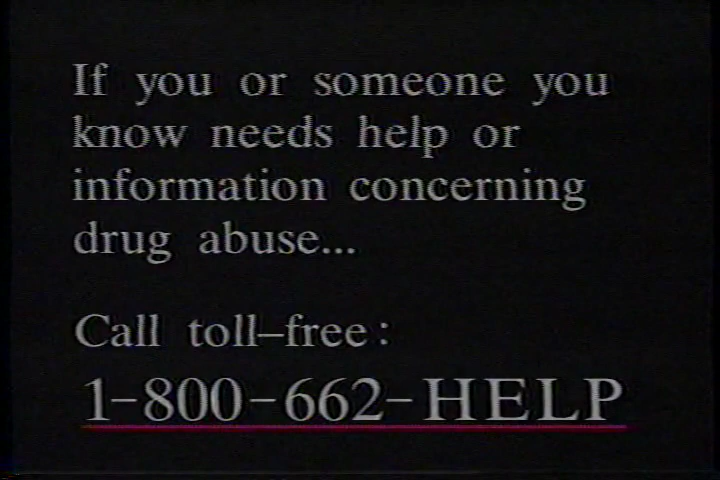 If you or someone you
know needs help or
information concerning
drug abuse...
Call toll–free:
1–800–662–HELP